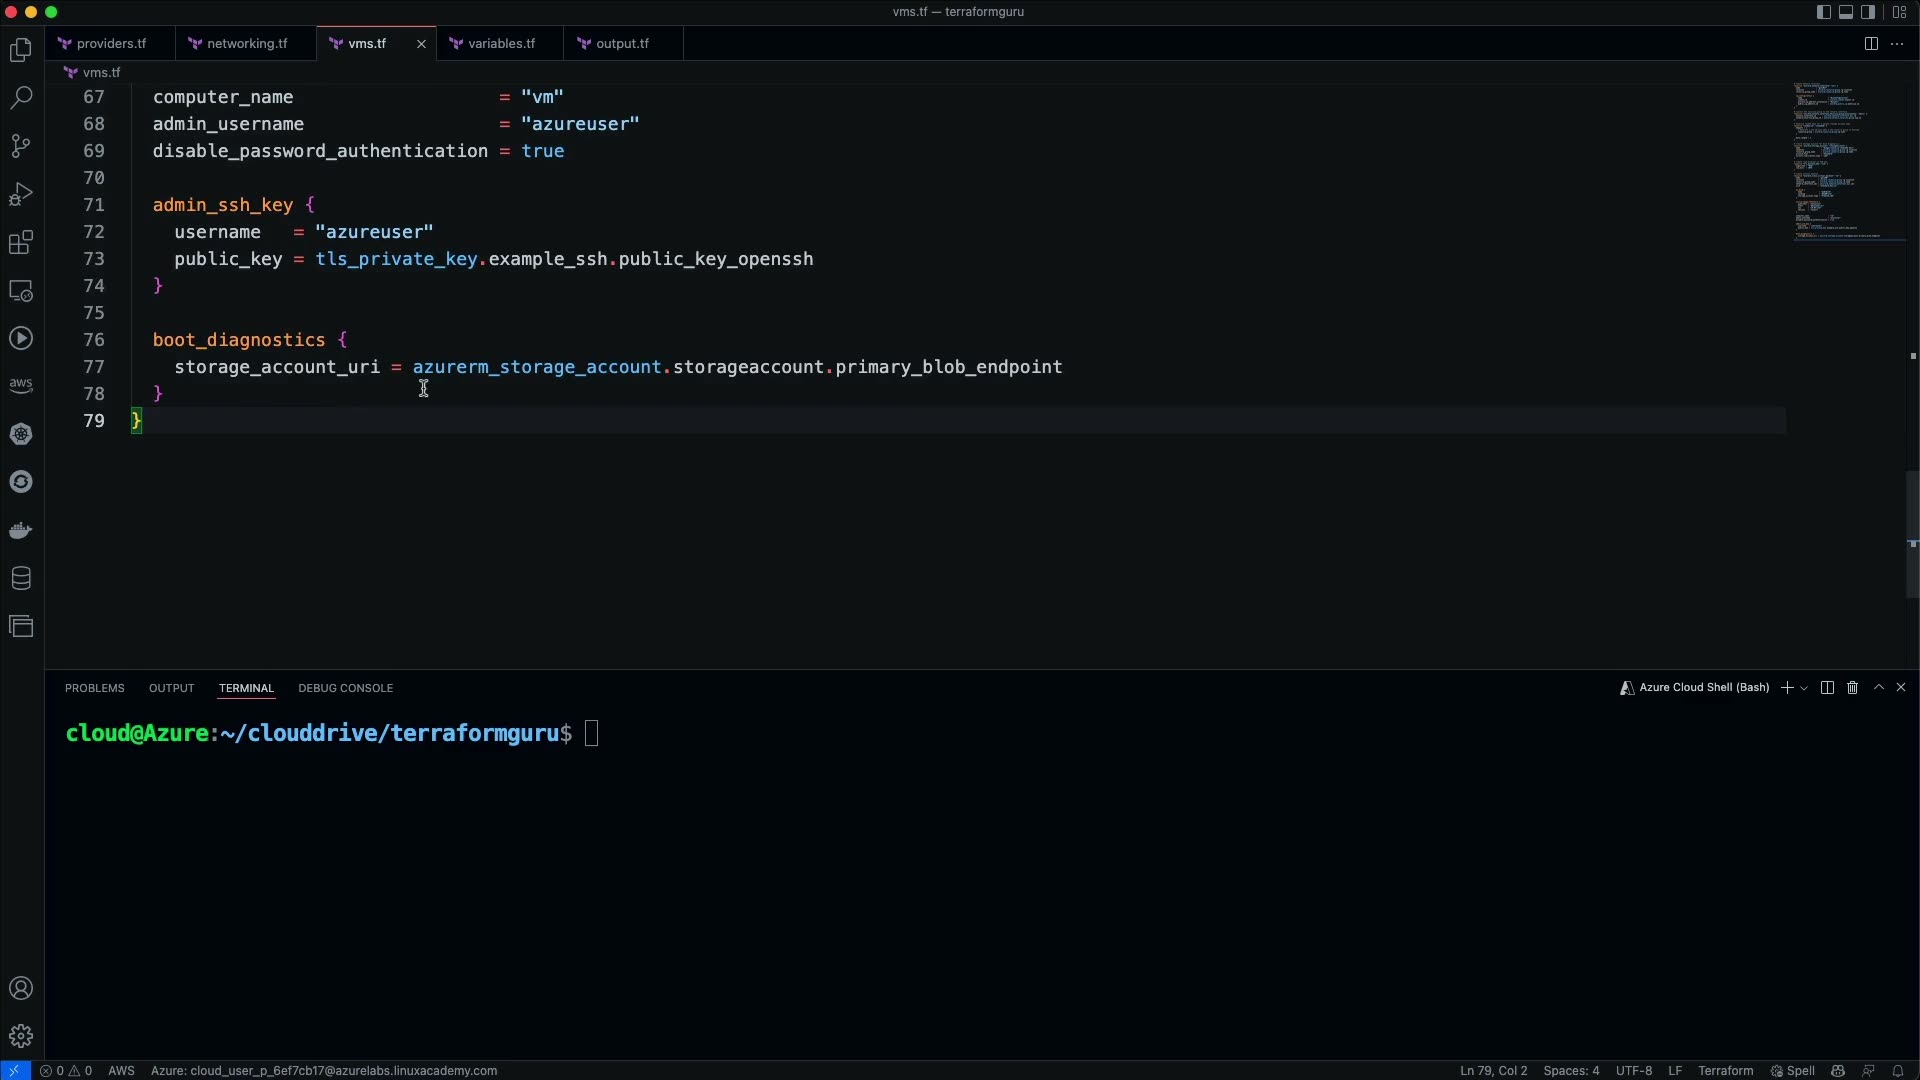 vms.tf — terraformguru
providers.tf
networking.tf
vms.tf
variables.tf
output.tf
vms.tf
67 computer_name = "vm"
68 admin_username = "azureuser"
69 disable_password_authentication = true
70
71 admin_ssh_key {
72 username = "azureuser"
73 public_key = tls_private_key.example_ssh.public_key_openssh
74 }
75
76 boot_diagnostics {
77 storage_account_uri = azurerm_storage_account.storageaccount.primary_blob_endpoint
78 }
79 }
aws
PROBLEMS OUTPUT TERMINAL DEBUG CONSOLE
Azure Cloud Shell (Bash)
cloud@Azure:~/clouddrive/terraformguru$
0 0 AWS Azure: cloud_user_p_6ef7cb17@azurelabs.linuxacademy.com
Ln 79, Col 2 Spaces: 4 UTF-8 LF Terraform Spell